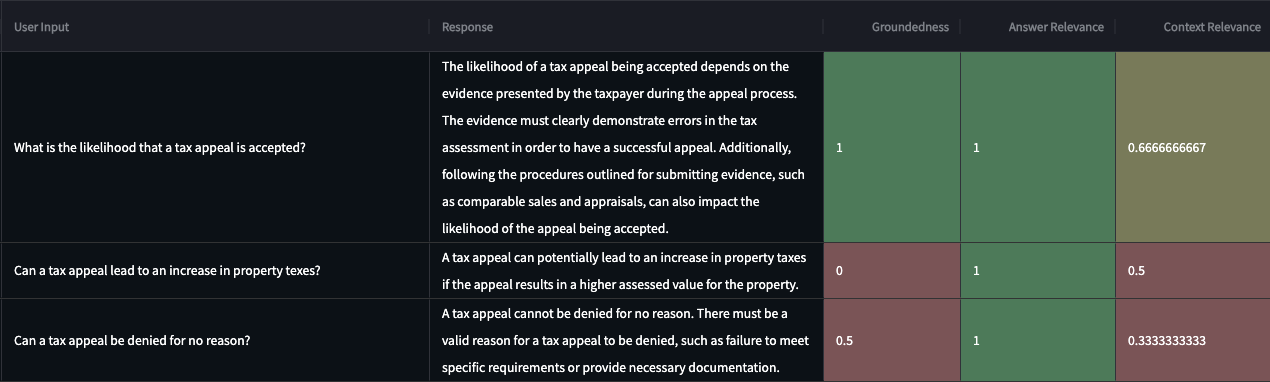 User Input Response Groundedness Answer Relevance Context Relevance
What is the likelihood that a tax appeal is accepted?
The likelihood of a tax appeal being accepted depends on the
evidence presented by the taxpayer during the appeal process.
The evidence must clearly demonstrate errors in the tax
assessment in order to have a successful appeal. Additionally,
following the procedures outlined for submitting evidence, such
as comparable sales and appraisals, can also impact the
likelihood of the appeal being accepted.
1 1 0.6666666667
Can a tax appeal lead to an increase in property texes?
A tax appeal can potentially lead to an increase in property taxes
if the appeal results in a higher assessed value for the property.
0 1 0.5
Can a tax appeal be denied for no reason?
A tax appeal cannot be denied for no reason. There must be a
valid reason for a tax appeal to be denied, such as failure to meet
specific requirements or provide necessary documentation.
0.5 1 0.3333333333